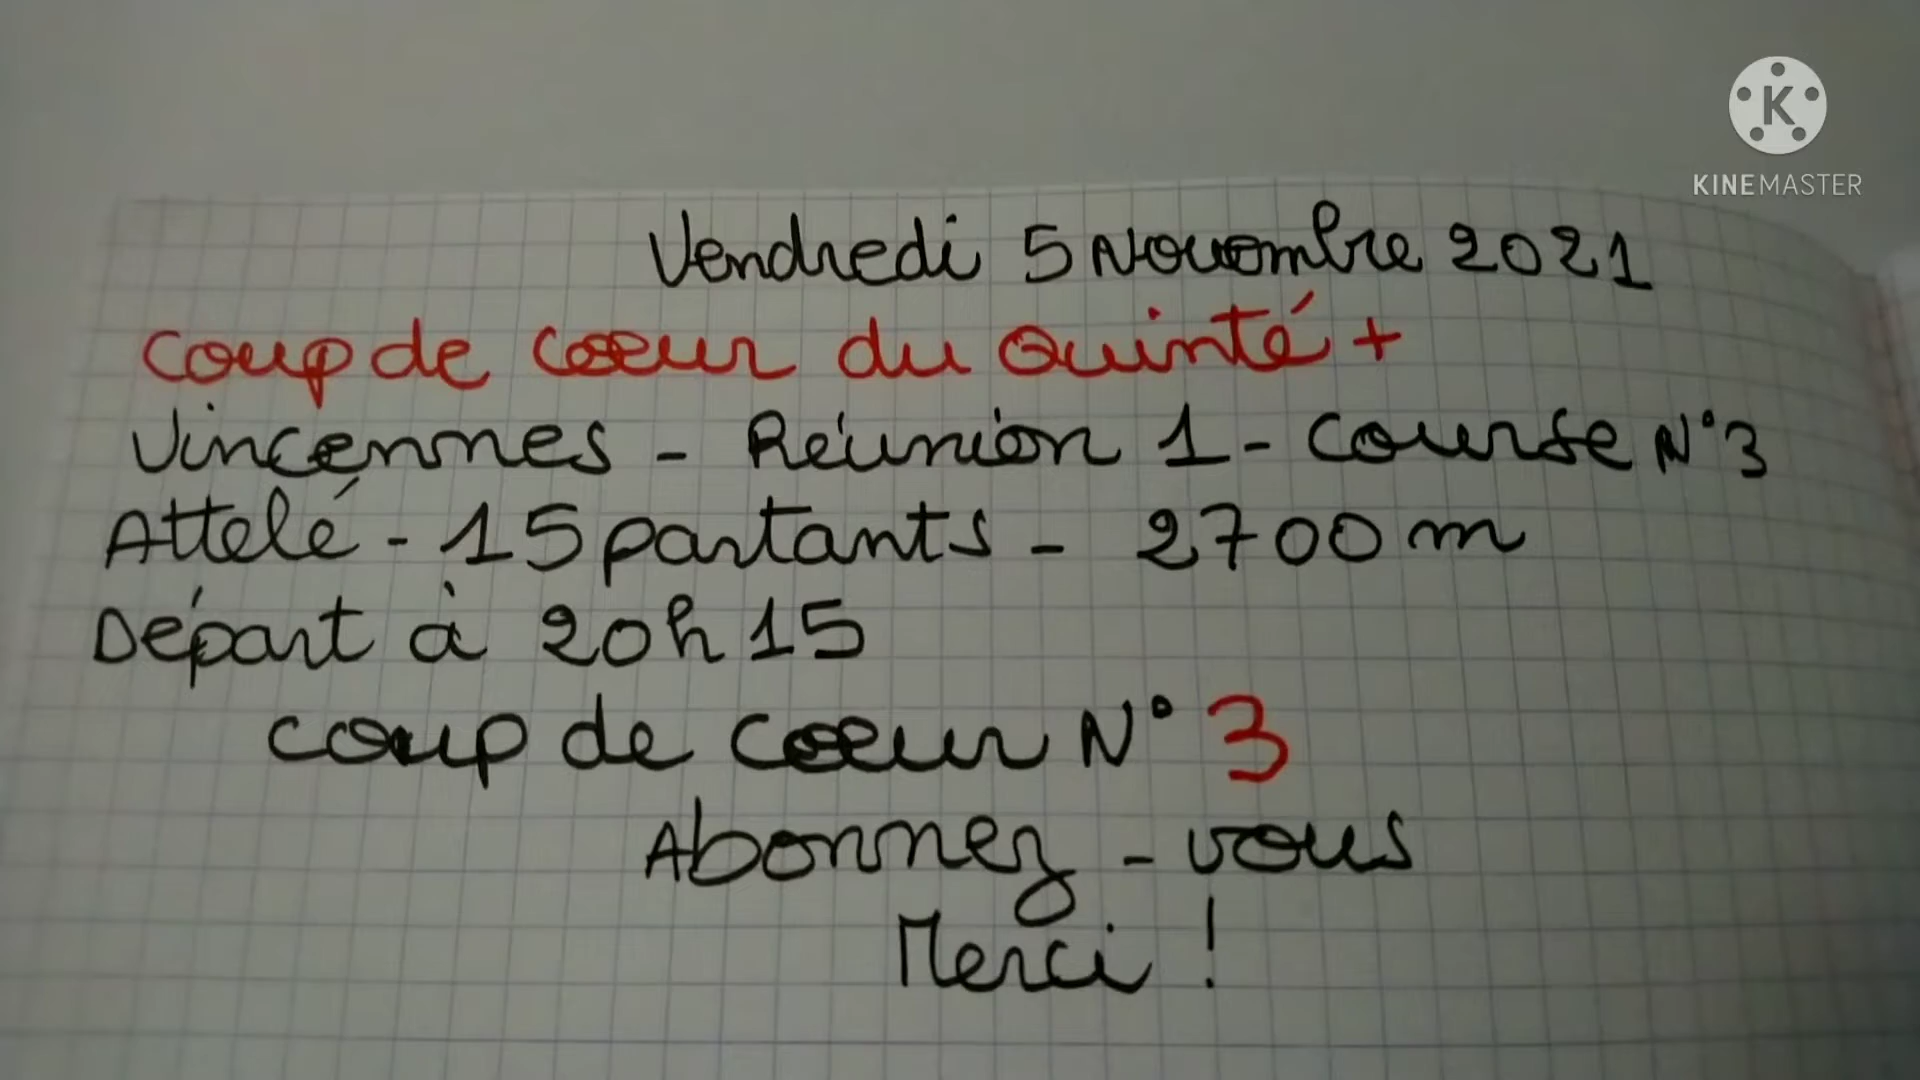 KINEMASTER
Vendredi 5 Novembre 2021
Coup de coeur du Quinté +
Vincennes - Réunion 1 - Course N°3
Attelé - 15 partants - 2700 m
Départ à 20h15
Coup de coeur N° 3
Abonnez - vous
Merci !